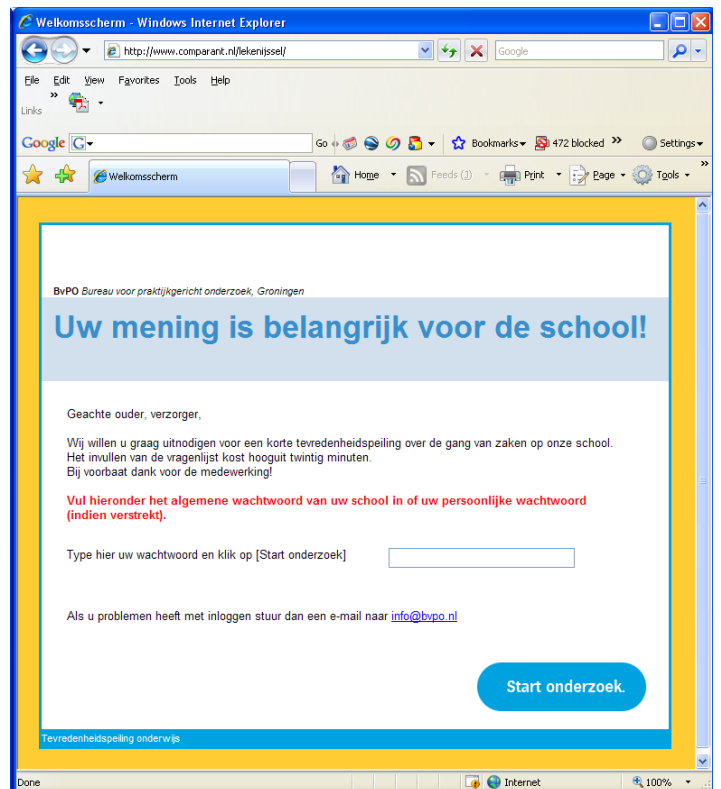 Welkomsscherm - Windows Internet Explorer
http://www.comparant.nl/lekenijssel/
Google
File Edit View Favorites Tools Help
Links »
Google G Go Bookmarks 472 blocked » Settings
Welkomsscherm Home Feeds (J) Print Page Tools »
BvPO Bureau voor praktijkgericht onderzoek, Groningen
Uw mening is belangrijk voor de school!
Geachte ouder, verzorger,
Wij willen u graag uitnodigen voor een korte tevredenheidspeiling over de gang van zaken op onze school.
Het invullen van de vragenlijst kost hooguit twintig minuten.
Bij voorbaat dank voor de medewerking!
Vul hieronder het algemene wachtwoord van uw school in of uw persoonlijke wachtwoord
(indien verstrekt).
Type hier uw wachtwoord en klik op [Start onderzoek]
Als u problemen heeft met inloggen stuur dan een e-mail naar info@bvpo.nl
Start onderzoek.
Tevredenheidspeiling onderwijs
Done Internet 100%